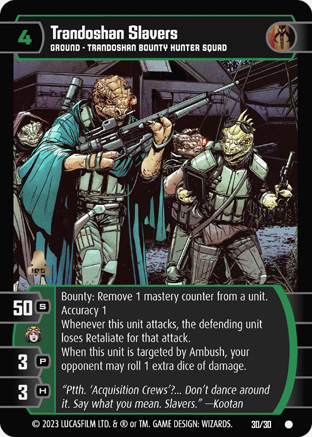 4
Trandoshan Slavers
GROUND - TRANDOSHAN BOUNTY HUNTER SQUAD
50 S
3 P
3 H
Bounty: Remove 1 mastery counter from a unit.
Accuracy 1
Whenever this unit attacks, the defending unit
loses Retaliate for that attack.
When this unit is targeted by Ambush, your
opponent may roll 1 extra dice of damage.
“Ptth. ‘Acquisition Crews’?... Don’t dance around
it. Say what you mean. Slavers.” —Kootan
© 2023 LUCASFILM LTD. & ® or TM. GAME DESIGN: WIZARDS.
30/30